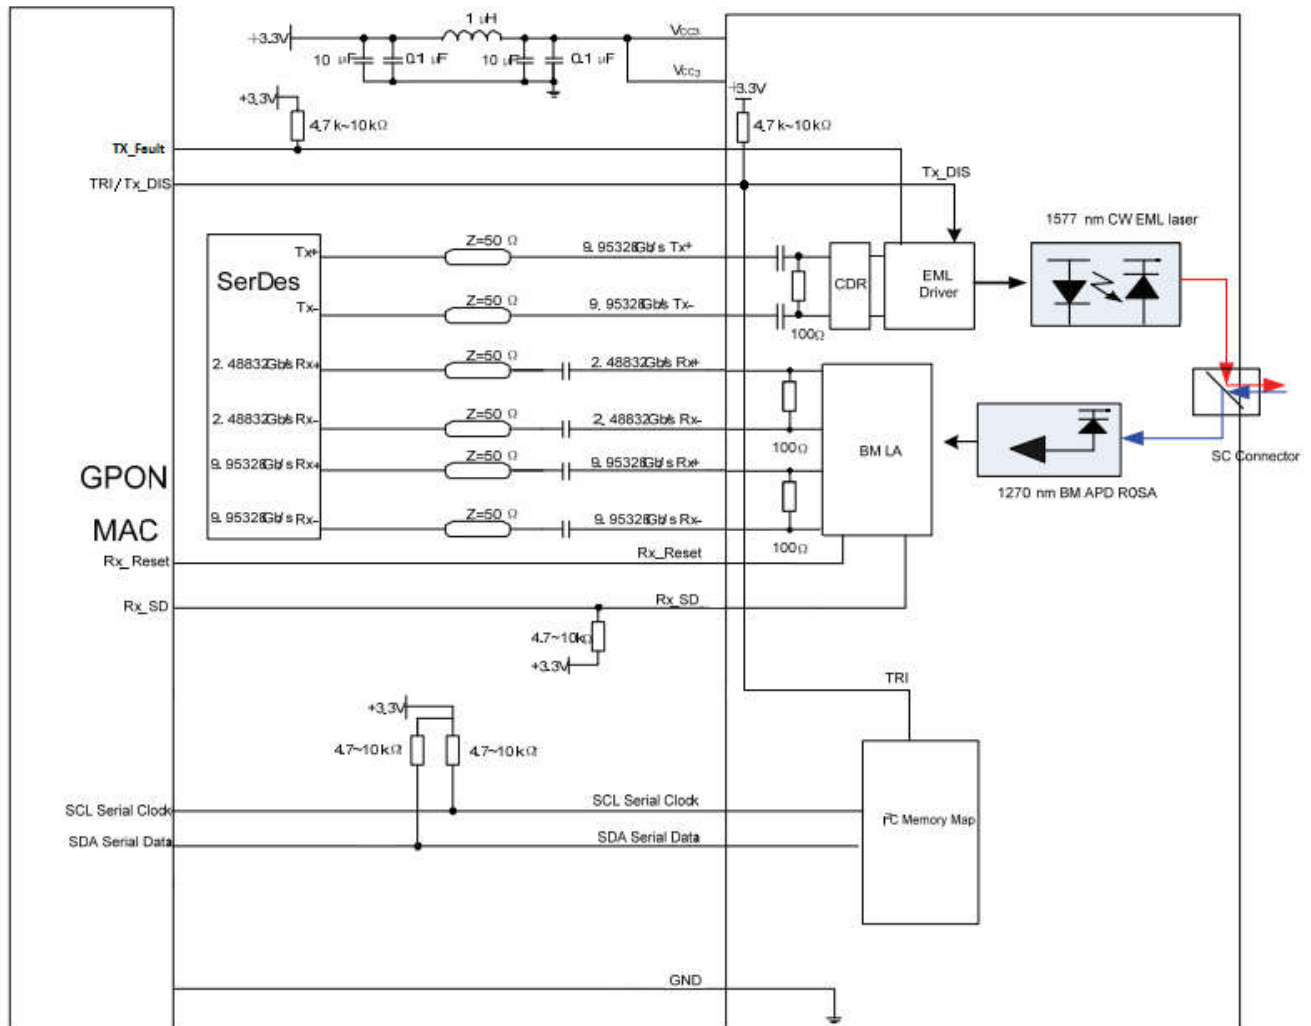 1 μH
+3.3V
Vcc3
10 μF
0.1 μF
10 μF
0.1 μF
Vcc3
+3.3V
+3.3V
4.7 k~10 kΩ
4.7 k~10 kΩ
TX_Fault
TRI/Tx_DIS
Tx_DIS
1577 nm CW EML laser
SerDes
Tx+
Z=50 Ω
9.95328Gb/s Tx+
CDR
EML
Driver
Tx-
Z=50 Ω
9.95328Gb/s Tx-
100Ω
2.48832Gb/s Rx+
Z=50 Ω
2.48832Gb/s Rx+
2.48832Gb/s Rx-
Z=50 Ω
2.48832Gb/s Rx-
100Ω
BM LA
SC Connector
9.95328Gb/s Rx+
Z=50 Ω
9.95328Gb/s Rx+
1270 nm BM APD ROSA
GPON
MAC
9.95328Gb/s Rx-
Z=50 Ω
9.95328Gb/s Rx-
100Ω
Rx_Reset
Rx_Reset
Rx_SD
Rx_SD
4.7~10kΩ
+3.3V
TRI
+3.3V
4.7~10kΩ
4.7~10kΩ
SCL Serial Clock
SCL Serial Clock
I²C Memory Map
SDA Serial Data
SDA Serial Data
GND